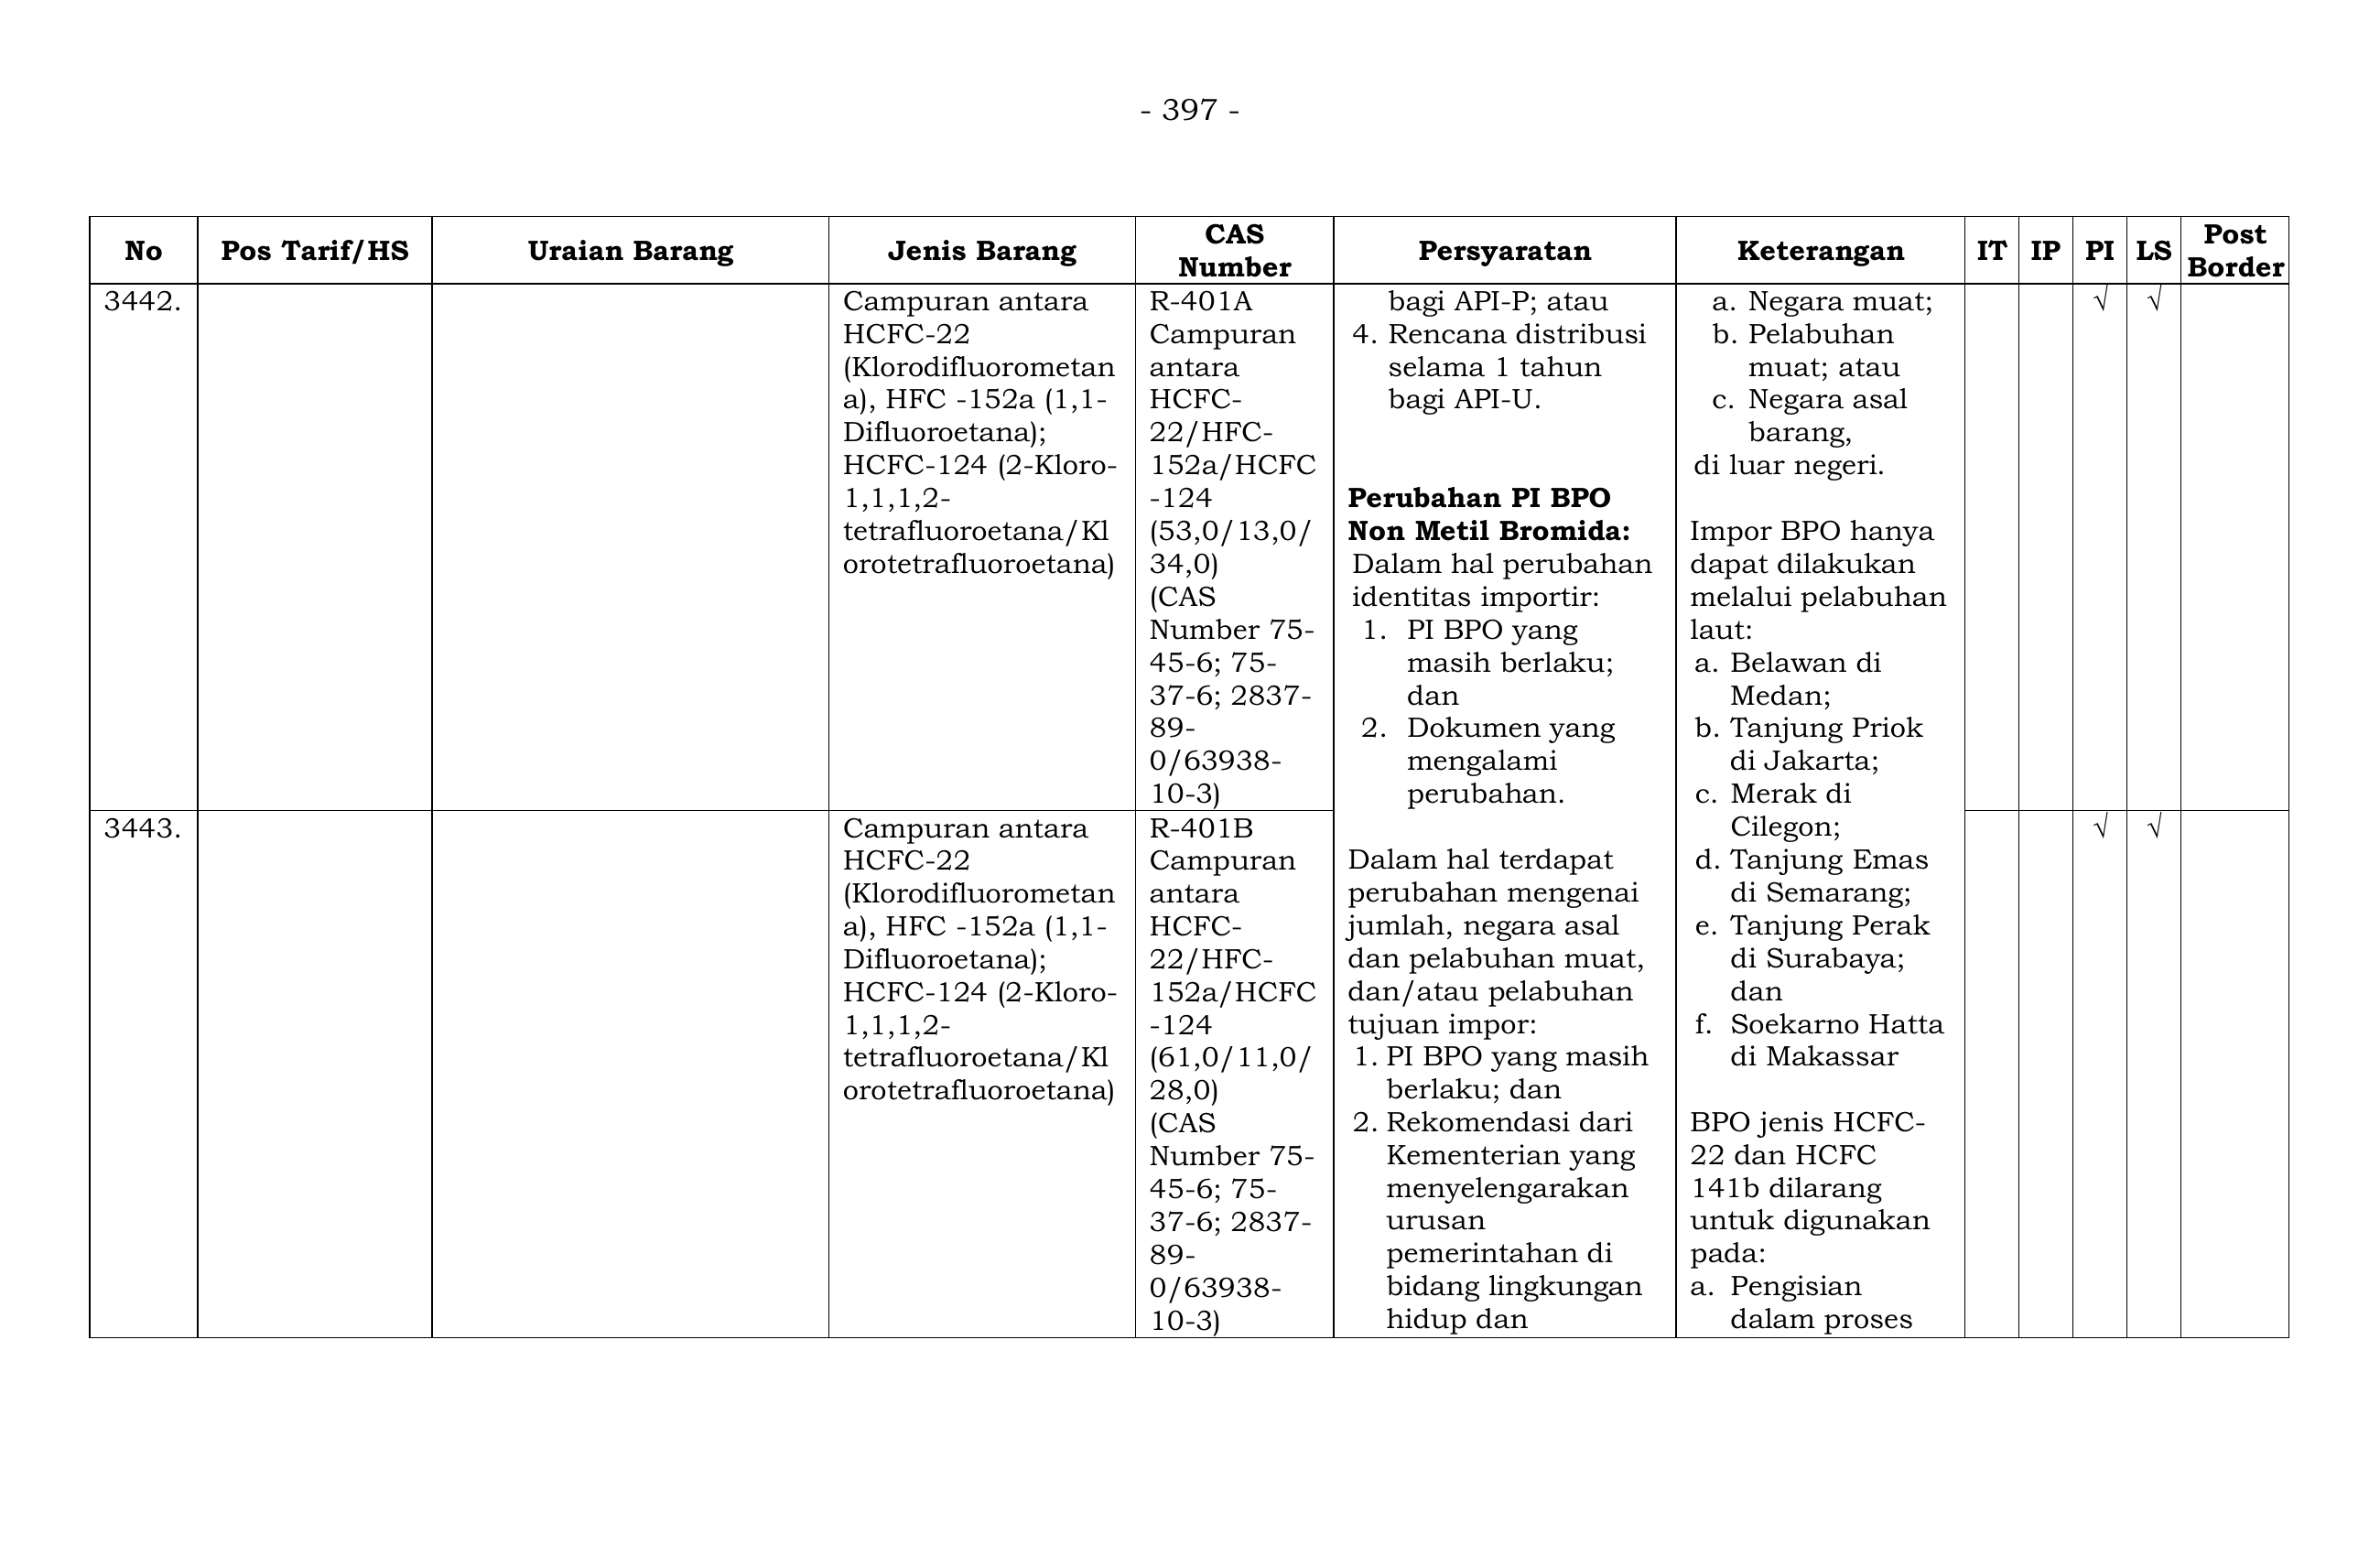 - 397 -
No
Pos Tarif/HS
Uraian Barang
Jenis Barang
CAS
Number
Persyaratan
Keterangan
IT
IP
PI
LS
Post
Border
3442.
Campuran antara
HCFC-22
(Klorodifluorometan
a), HFC -152a (1,1-
Difluoroetana);
HCFC-124 (2-Kloro-
1,1,1,2-
tetrafluoroetana/Kl
orotetrafluoroetana)
R-401A
Campuran
antara
HCFC-
22/HFC-
152a/HCFC
-124
(53,0/13,0/
34,0)
(CAS
Number 75-
45-6; 75-
37-6; 2837-
89-
0/63938-
10-3)
bagi API-P; atau
4. Rencana distribusi
selama 1 tahun
bagi API-U.
Perubahan PI BPO
Non Metil Bromida:
Dalam hal perubahan
identitas importir:
1. PI BPO yang
masih berlaku;
dan
2. Dokumen yang
mengalami
perubahan.
Dalam hal terdapat
perubahan mengenai
jumlah, negara asal
dan pelabuhan muat,
dan/atau pelabuhan
tujuan impor:
1. PI BPO yang masih
berlaku; dan
2. Rekomendasi dari
Kementerian yang
menyelengarakan
urusan
pemerintahan di
bidang lingkungan
hidup dan
a. Negara muat;
b. Pelabuhan
muat; atau
c. Negara asal
barang,
di luar negeri.
Impor BPO hanya
dapat dilakukan
melalui pelabuhan
laut:
a. Belawan di
Medan;
b. Tanjung Priok
di Jakarta;
c. Merak di
Cilegon;
d. Tanjung Emas
di Semarang;
e. Tanjung Perak
di Surabaya;
dan
f. Soekarno Hatta
di Makassar
BPO jenis HCFC-
22 dan HCFC
141b dilarang
untuk digunakan
pada:
a. Pengisian
dalam proses
√
√
3443.
Campuran antara
HCFC-22
(Klorodifluorometan
a), HFC -152a (1,1-
Difluoroetana);
HCFC-124 (2-Kloro-
1,1,1,2-
tetrafluoroetana/Kl
orotetrafluoroetana)
R-401B
Campuran
antara
HCFC-
22/HFC-
152a/HCFC
-124
(61,0/11,0/
28,0)
(CAS
Number 75-
45-6; 75-
37-6; 2837-
89-
0/63938-
10-3)
√
√